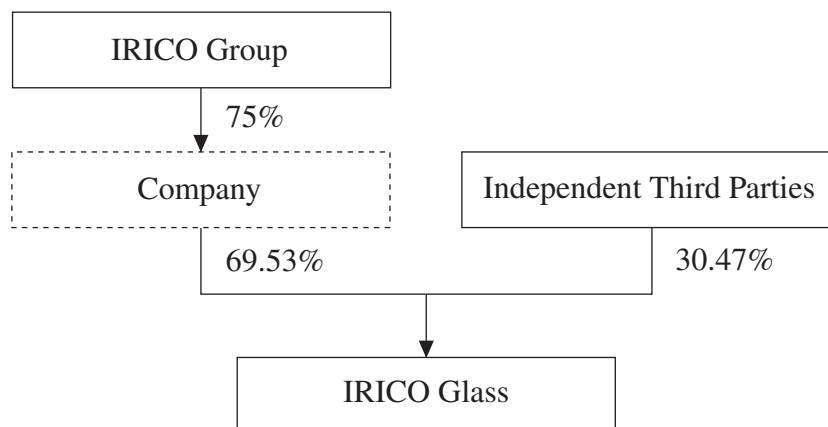 IRICO Group
75%
Company
Independent Third Parties
69.53%
30.47%
IRICO Glass